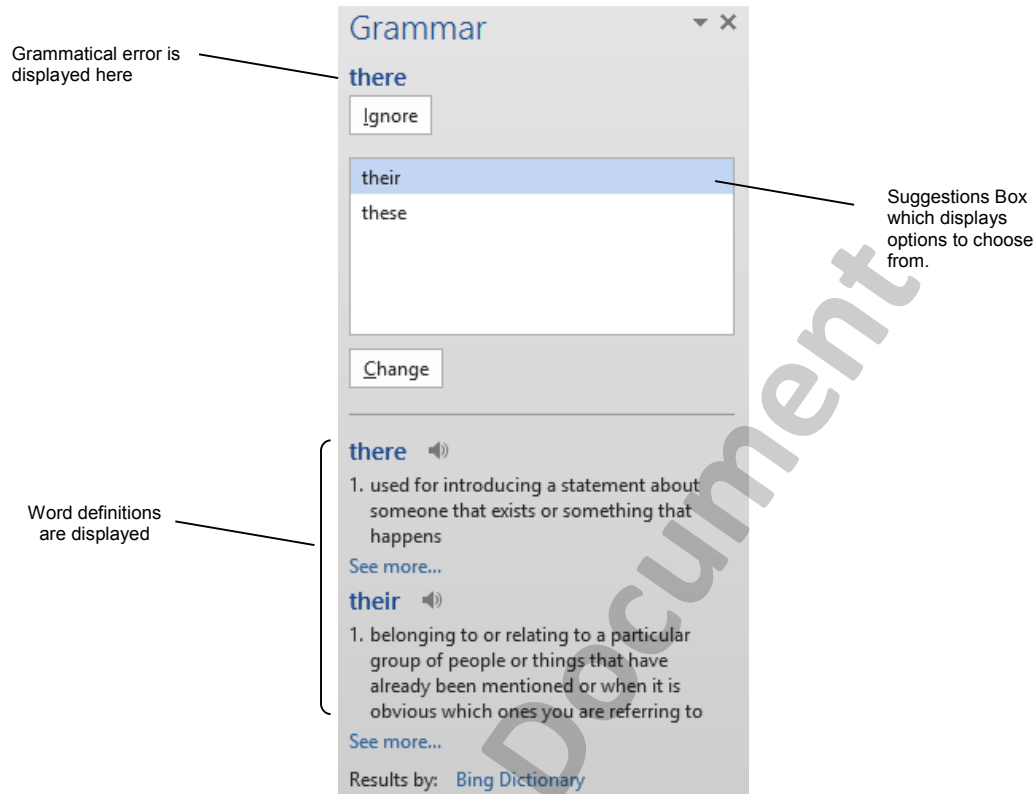 Grammar
Grammatical error is
displayed here
there
Ignore
their
these
Suggestions Box
which displays
options to choose
from.
Change
there
1. used for introducing a statement about
someone that exists or something that
happens
See more...
Word definitions
are displayed
their
1. belonging to or relating to a particular
group of people or things that have
already been mentioned or when it is
obvious which ones you are referring to
See more...
Results by: Bing Dictionary
Document